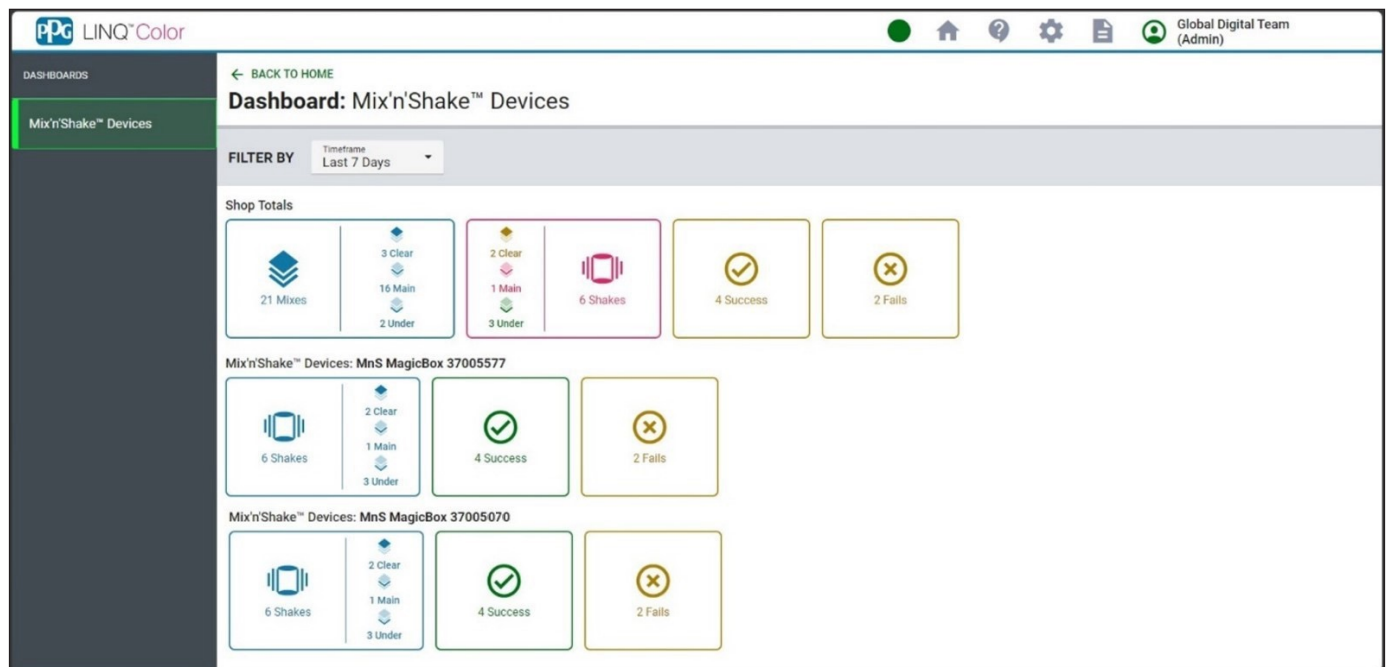 PPG LINQ™Color
Global Digital Team
(Admin)
DASHBOARDS
Mix'n'Shake™ Devices
← BACK TO HOME
Dashboard: Mix'n'Shake™ Devices
FILTER BY
Timeframe
Last 7 Days
Shop Totals
21 Mixes
3 Clear
16 Main
2 Under
2 Clear
1 Main
3 Under
6 Shakes
4 Success
2 Fails
Mix'n'Shake™ Devices: MnS MagicBox 37005577
6 Shakes
2 Clear
1 Main
3 Under
4 Success
2 Fails
Mix'n'Shake™ Devices: MnS MagicBox 37005070
6 Shakes
2 Clear
1 Main
3 Under
4 Success
2 Fails